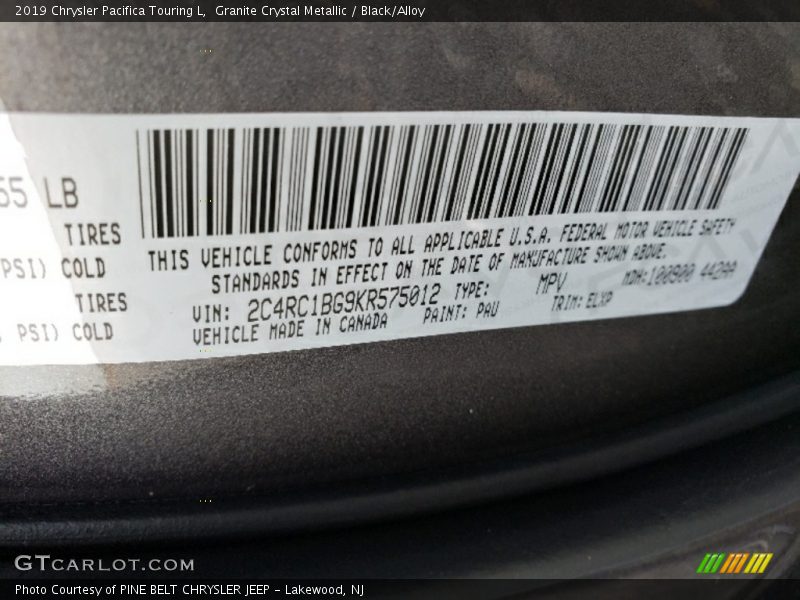 2019 Chrysler Pacifica Touring L, Granite Crystal Metallic / Black/Alloy
65 LB
TIRES
PSI) COLD
TIRES
PSI) COLD
THIS VEHICLE CONFORMS TO ALL APPLICABLE U.S.A. FEDERAL MOTOR VEHICLE SAFETY
STANDARDS IN EFFECT ON THE DATE OF MANUFACTURE SHOWN ABOVE.
VIN: 2C4RC1BG9KR575012 TYPE: MPV MDH:100900 442AA
VEHICLE MADE IN CANADA PAINT: PAU TRIM: ELXP
GTCARLOT.COM
Photo Courtesy of PINE BELT CHRYSLER JEEP - Lakewood, NJ